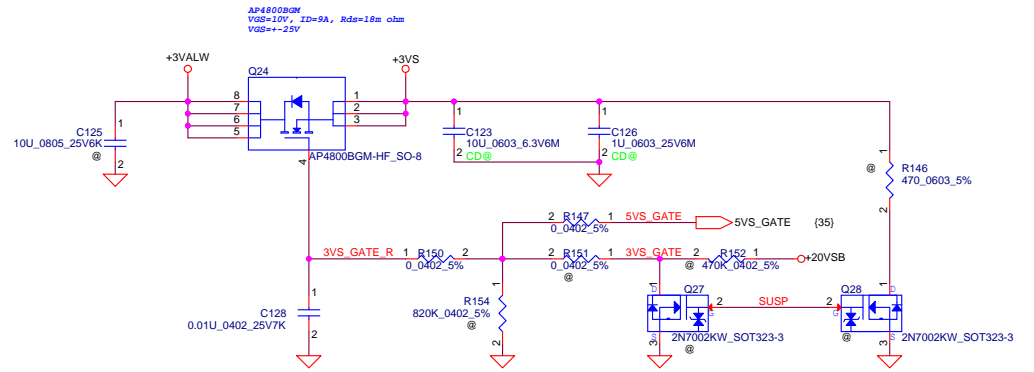 AP4800BGM
VGS=10V, ID=9A, Rds=18m ohm
VGS=+-25V
+3VALW
Q24
+3VS
8
7
6
5
1
2
3
4
AP4800BGM-HF_SO-8
1
C125
10U_0805_25V6K
@
2
1
C123
10U_0603_6.3V6M
2
CD@
1
C126
1U_0603_25V6M
2
CD@
1
@
R146
470_0603_5%
2
2
R147
1
0_0402_5%
5VS_GATE
5VS_GATE
{35}
3VS_GATE_R
1
R150
2
0_0402_5%
2
R151
1
0_0402_5%
@
3VS_GATE
2
R152
1
@
470K_0402_5%
+20VSB
1
C128
0.01U_0402_25V7K
2
1
R154
820K_0402_5%
@
2
1
D
Q27
2
G
S
3
2N7002KW_SOT323-3
@
SUSP
1
D
Q28
2
G
S
3
2N7002KW_SOT323-3
@